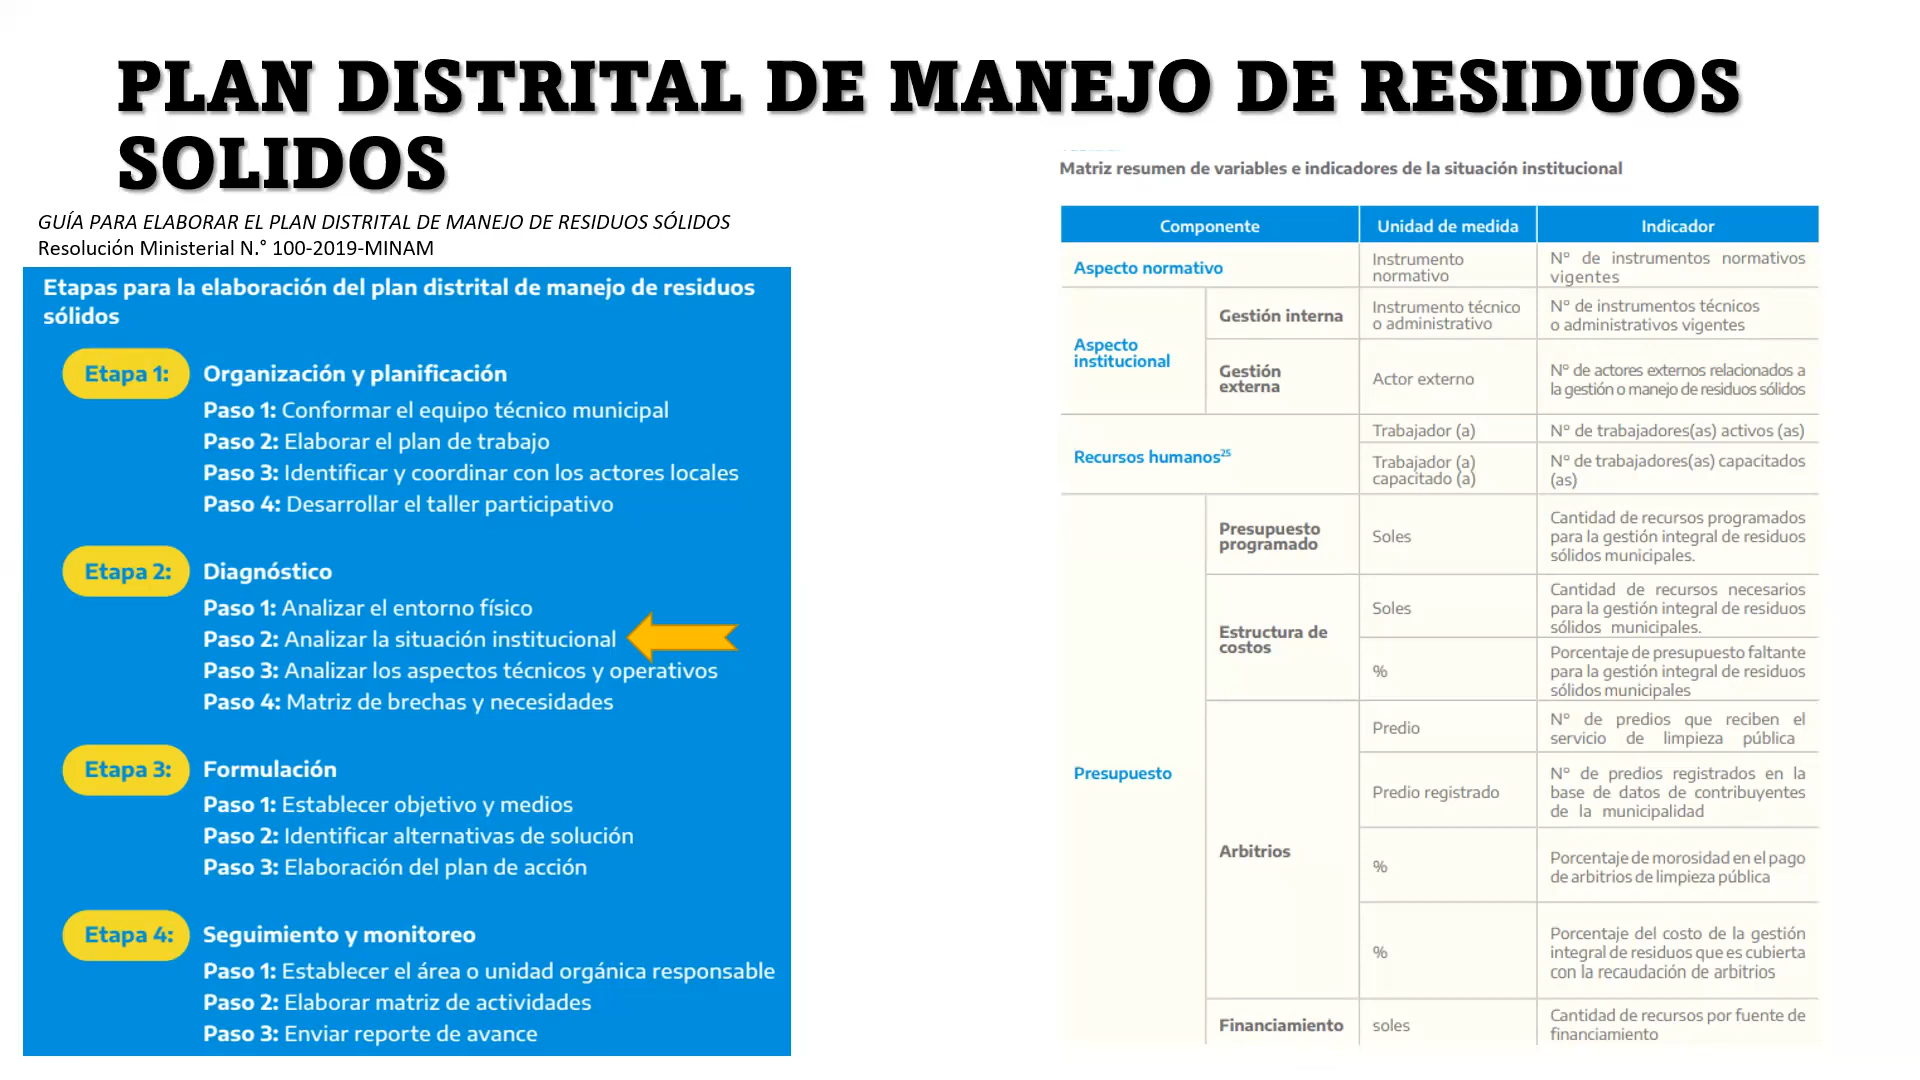 PLAN DISTRITAL DE MANEJO DE RESIDUOS
SOLIDOS
GUÍA PARA ELABORAR EL PLAN DISTRITAL DE MANEJO DE RESIDUOS SÓLIDOS
Resolución Ministerial N.° 100-2019-MINAM
Etapas para la elaboración del plan distrital de manejo de residuos
sólidos
Etapa 1: Organización y planificación
Paso 1: Conformar el equipo técnico municipal
Paso 2: Elaborar el plan de trabajo
Paso 3: Identificar y coordinar con los actores locales
Paso 4: Desarrollar el taller participativo
Etapa 2: Diagnóstico
Paso 1: Analizar el entorno físico
Paso 2: Analizar la situación institucional
Paso 3: Analizar los aspectos técnicos y operativos
Paso 4: Matriz de brechas y necesidades
Etapa 3: Formulación
Paso 1: Establecer objetivo y medios
Paso 2: Identificar alternativas de solución
Paso 3: Elaboración del plan de acción
Etapa 4: Seguimiento y monitoreo
Paso 1: Establecer el área o unidad orgánica responsable
Paso 2: Elaborar matriz de actividades
Paso 3: Enviar reporte de avance
Matriz resumen de variables e indicadores de la situación institucional
Componente Unidad de medida Indicador
Aspecto normativo
Instrumento
normativo
N° de instrumentos normativos
vigentes
Aspecto
institucional
Gestión interna
Instrumento técnico
o administrativo
N° de instrumentos técnicos
o administrativos vigentes
Gestión
externa
Actor externo
N° de actores externos relacionados a
la gestión o manejo de residuos sólidos
Recursos humanos25
Trabajador (a)
N° de trabajadores(as) activos (as)
Trabajador (a)
capacitado (a)
N° de trabajadores(as) capacitados
(as)
Presupuesto
Presupuesto
programado
Soles
Cantidad de recursos programados
para la gestión integral de residuos
sólidos municipales.
Estructura de
costos
Soles
Cantidad de recursos necesarios
para la gestión integral de residuos
sólidos municipales.
%
Porcentaje de presupuesto faltante
para la gestión integral de residuos
sólidos municipales
Arbitrios
Predio
N° de predios que reciben el
servicio de limpieza pública
Predio registrado
N° de predios registrados en la
base de datos de contribuyentes
de la municipalidad
%
Porcentaje de morosidad en el pago
de arbitrios de limpieza pública
%
Porcentaje del costo de la gestión
integral de residuos que es cubierta
con la recaudación de arbitrios
Financiamiento
soles
Cantidad de recursos por fuente de
financiamiento